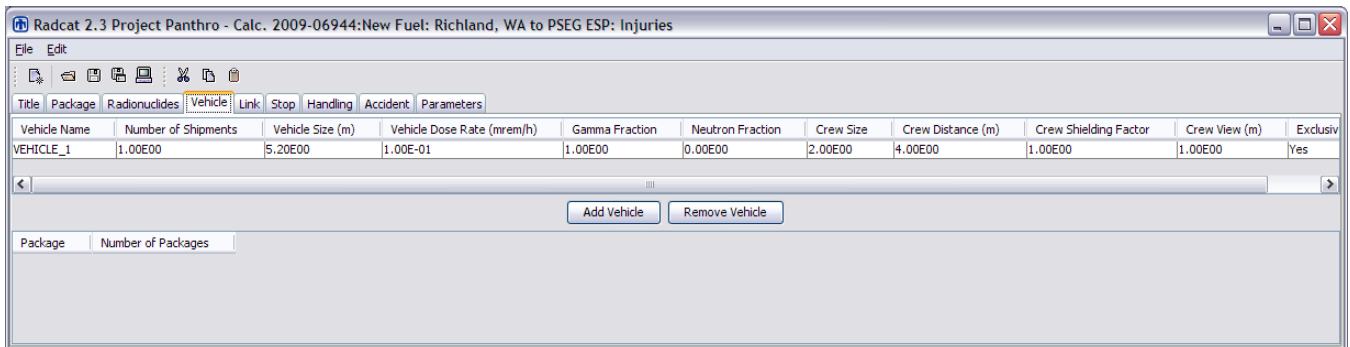 Radcat 2.3 Project Panthro - Calc. 2009-06944:New Fuel: Richland, WA to PSEG ESP: Injuries
File Edit
Title Package Radionuclides Vehicle Link Stop Handling Accident Parameters
Vehicle Name Number of Shipments Vehicle Size (m) Vehicle Dose Rate (mrem/h) Gamma Fraction Neutron Fraction Crew Size Crew Distance (m) Crew Shielding Factor Crew View (m) Exclusiv
VEHICLE_1 1.00E00 5.20E00 1.00E-01 1.00E00 0.00E00 2.00E00 4.00E00 1.00E00 1.00E00 Yes
Add Vehicle Remove Vehicle
Package Number of Packages